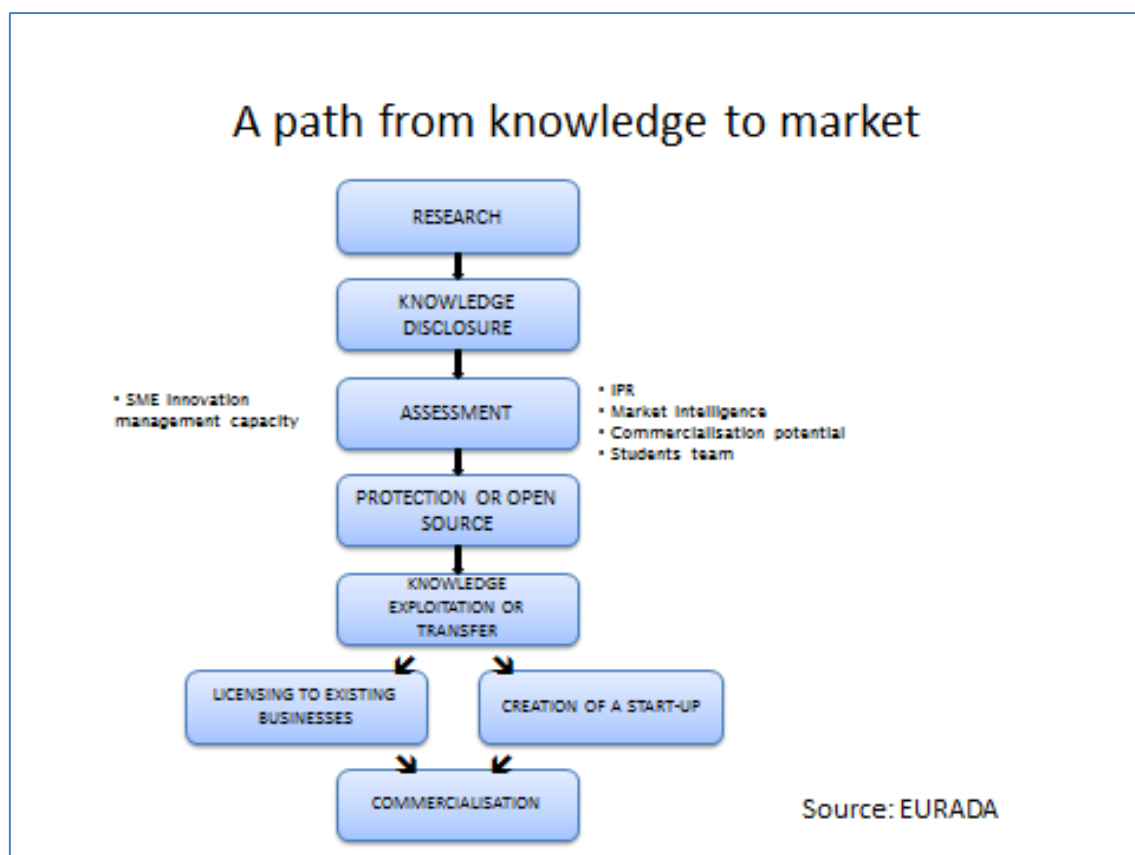 A path from knowledge to market
RESEARCH
KNOWLEDGE
DISCLOSURE
▪ SME innovation
management capacity
ASSESSMENT
▪ IPR
▪ Market intelligence
▪ Commercialisation potential
▪ Students team
PROTECTION OR OPEN
SOURCE
KNOWLEDGE
EXPLOITATION OR
TRANSFER
LICENSING TO EXISTING
BUSINESSES
CREATION OF A START-UP
COMMERCIALISATION
Source: EURADA